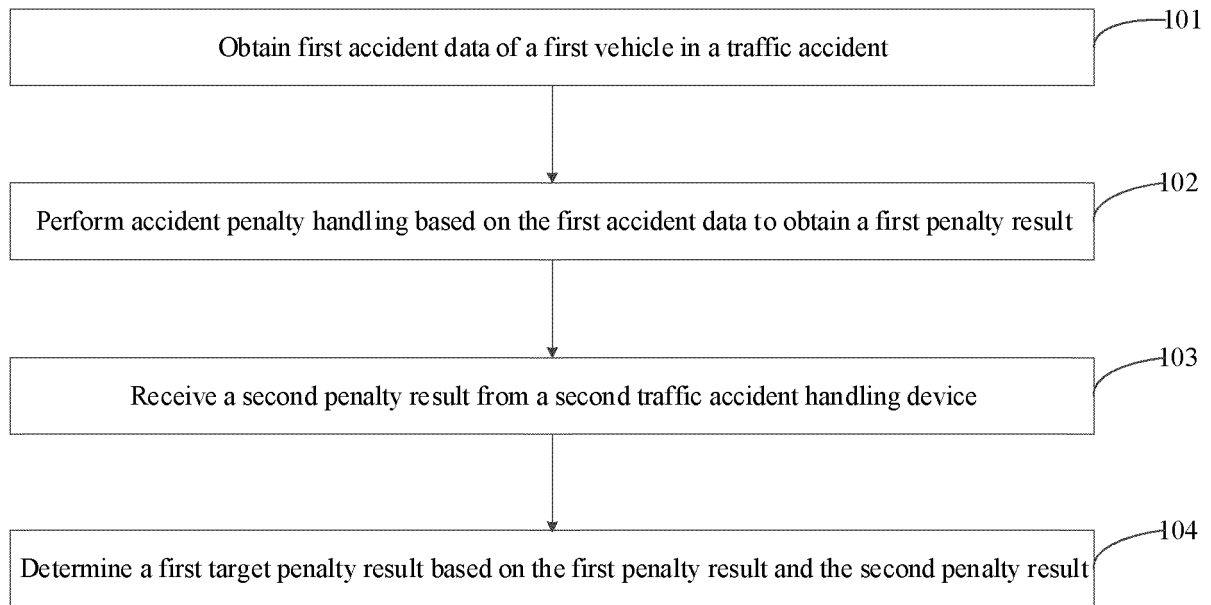 101
Obtain first accident data of a first vehicle in a traffic accident
102
Perform accident penalty handling based on the first accident data to obtain a first penalty result
103
Receive a second penalty result from a second traffic accident handling device
104
Determine a first target penalty result based on the first penalty result and the second penalty result